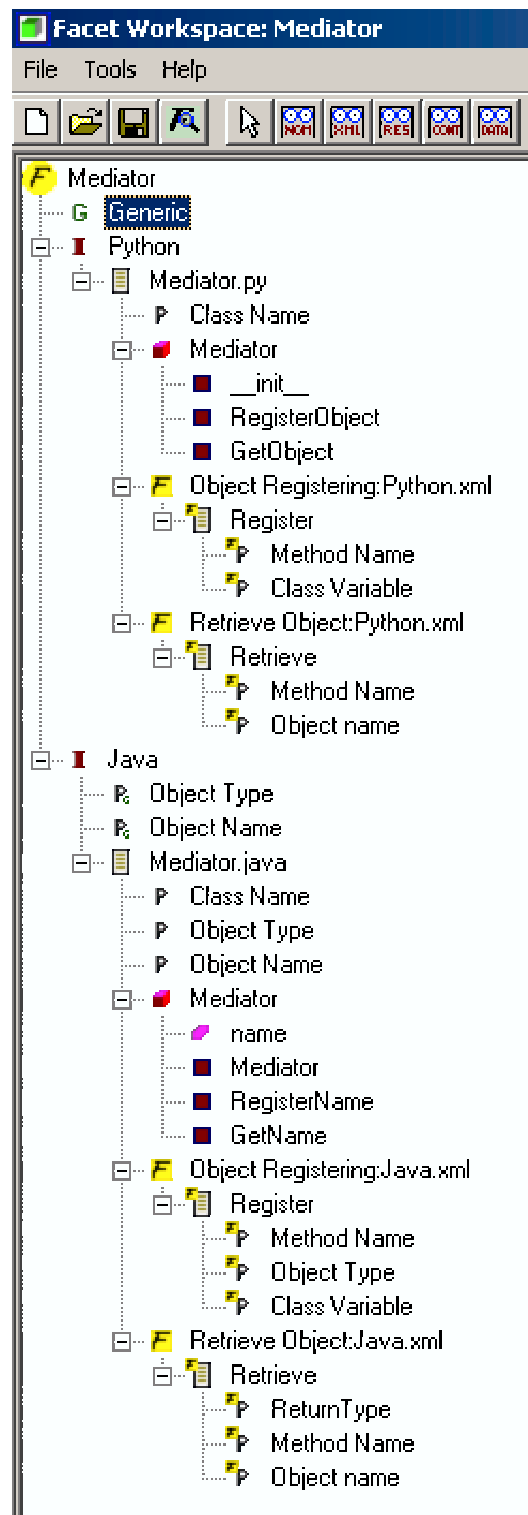 Facet Workspace: Mediator
File Tools Help
NOM XML RES CONT DATA
F Mediator
G Generic
I Python
Mediator.py
P Class Name
Mediator
__init__
RegisterObject
GetObject
F Object Registering:Python.xml
F Register
F P Method Name
F P Class Variable
F Retrieve Object:Python.xml
F Retrieve
F P Method Name
F P Object name
I Java
PG Object Type
PG Object Name
Mediator.java
P Class Name
P Object Type
P Object Name
Mediator
name
Mediator
RegisterName
GetName
F Object Registering:Java.xml
F Register
F P Method Name
F P Object Type
F P Class Variable
F Retrieve Object:Java.xml
F Retrieve
F P ReturnType
F P Method Name
F P Object name